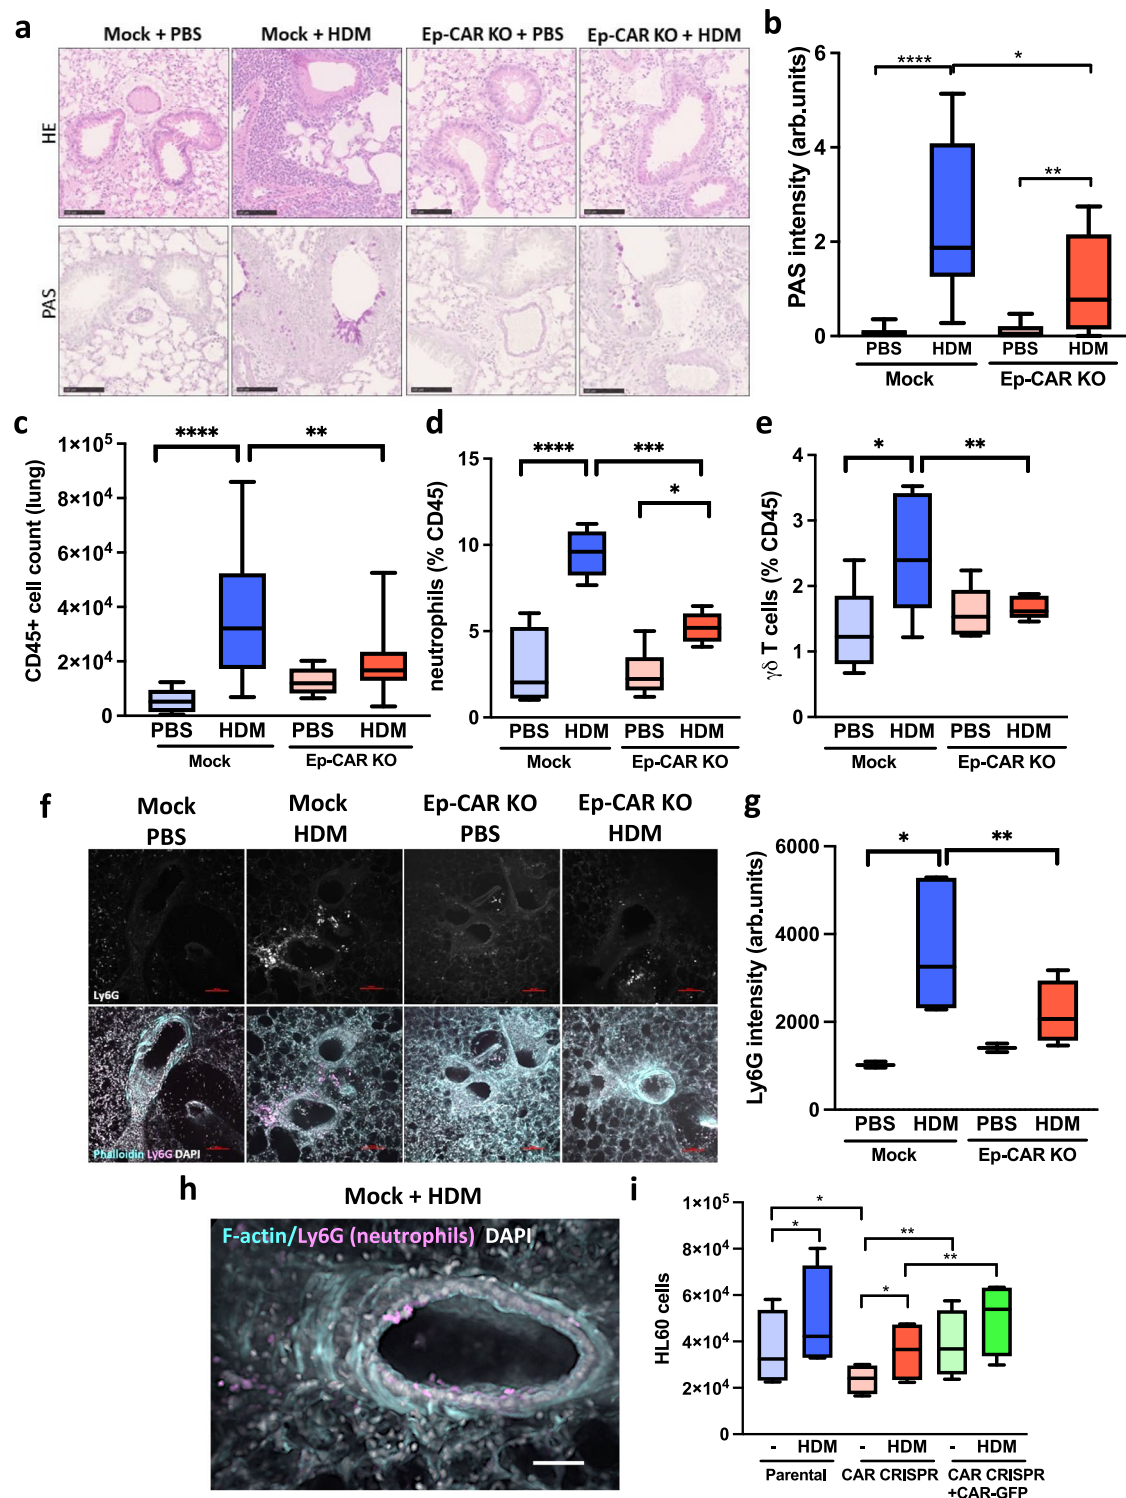 a
Mock + PBS
Mock + HDM
Ep-CAR KO + PBS
Ep-CAR KO + HDM
HE
PAS
b
PAS intensity (arb.units)
6
4
2
0
****
*
**
PBS HDM PBS HDM
Mock Ep-CAR KO
c
CD45+ cell count (lung)
1×10⁵
8×10⁴
6×10⁴
4×10⁴
2×10⁴
0
****
**
PBS HDM PBS HDM
Mock Ep-CAR KO
d
neutrophils (% CD45)
15
10
5
0
****
***
*
PBS HDM PBS HDM
Mock Ep-CAR KO
e
γδ T cells (% CD45)
4
3
2
1
0
*
**
PBS HDM PBS HDM
Mock Ep-CAR KO
f
Mock PBS
Mock HDM
Ep-CAR KO PBS
Ep-CAR KO HDM
Ly6G
Phalloidin Ly6G DAPI
g
Ly6G intensity (arb.units)
6000
4000
2000
0
*
**
PBS HDM PBS HDM
Mock Ep-CAR KO
h
Mock + HDM
F-actin/Ly6G (neutrophils) DAPI
i
HL60 cells
1×10⁵
8×10⁴
6×10⁴
4×10⁴
2×10⁴
0
*
*
**
**
*
- HDM - HDM - HDM
Parental CAR CRISPR CAR CRISPR
+CAR-GFP